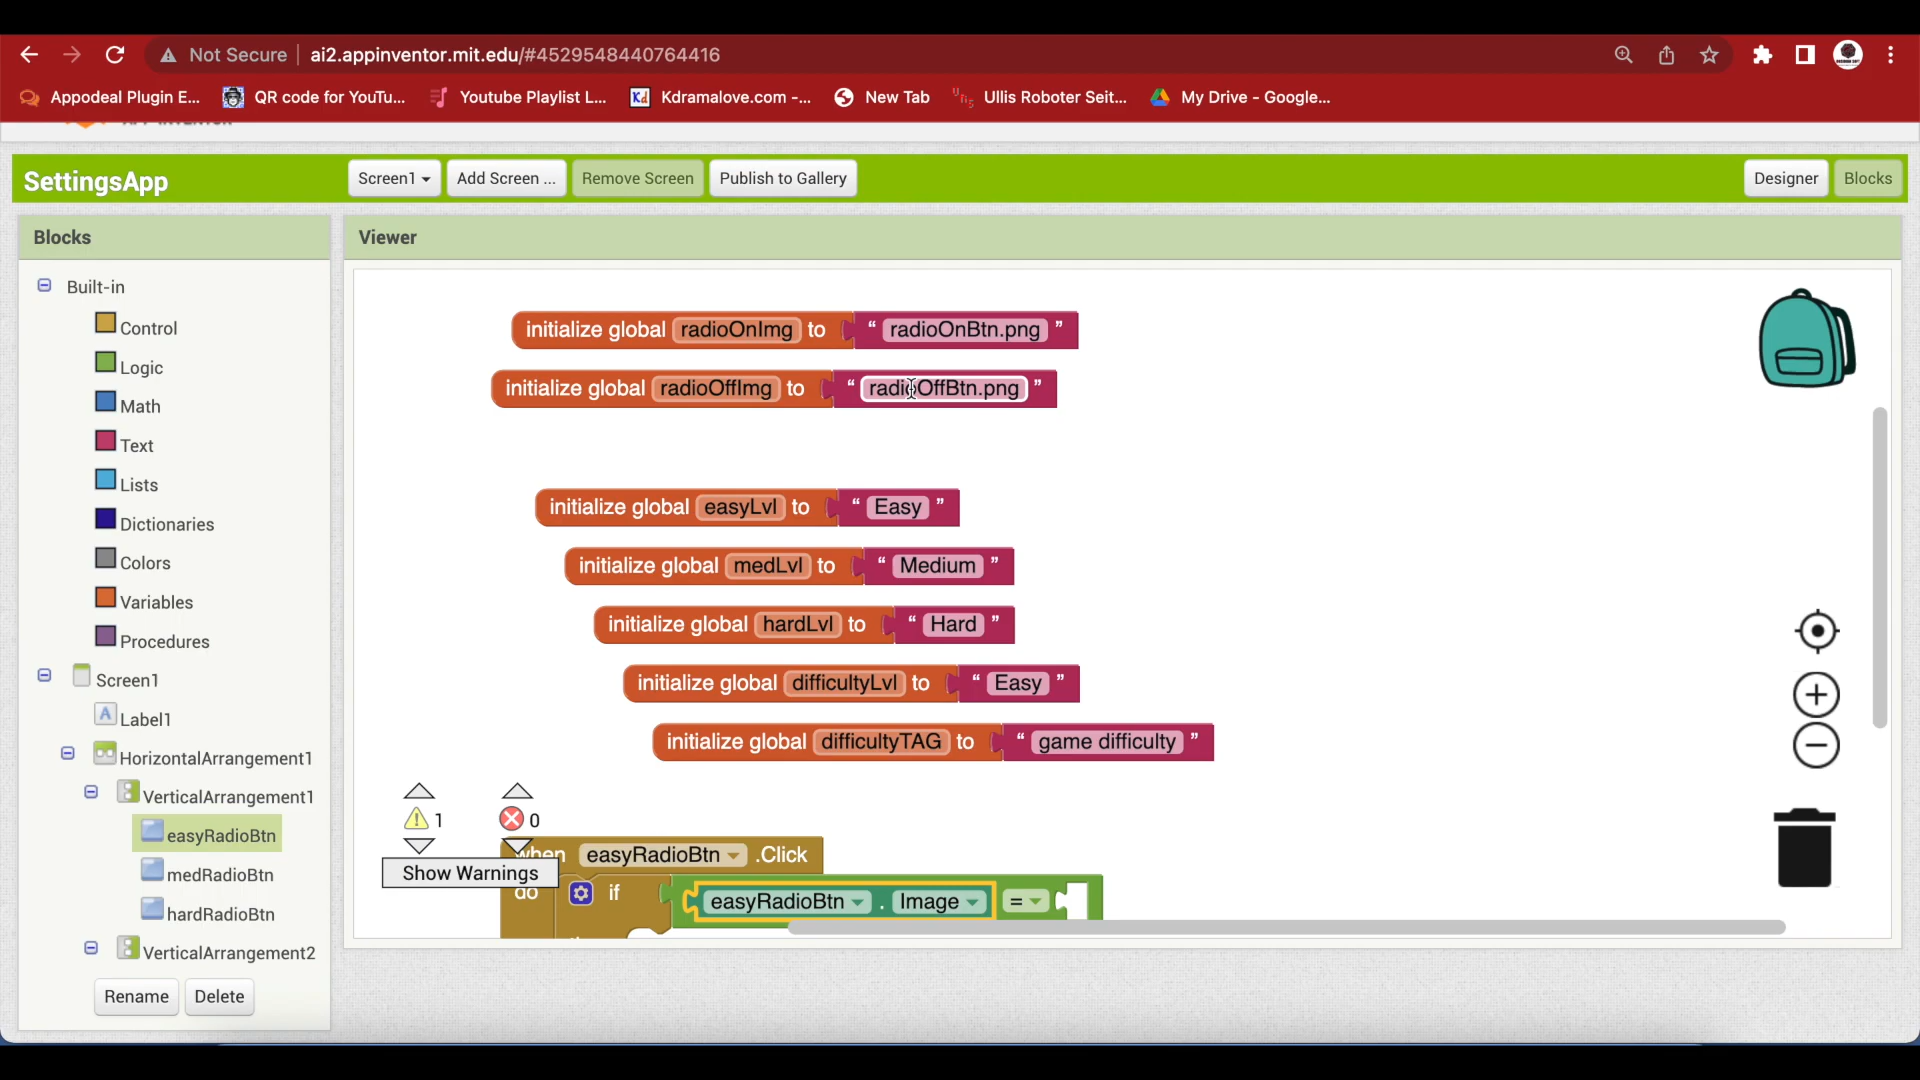 Not Secure | ai2.appinventor.mit.edu/#4529548440764416
Appodeal Plugin E... QR code for YouTu... Youtube Playlist L... Kdramalove.com -... New Tab Ullis Roboter Seit... My Drive - Google...
SettingsApp Screen1 Add Screen ... Remove Screen Publish to Gallery Designer Blocks
Blocks
Viewer
Built-in
Control
Logic
Math
Text
Lists
Dictionaries
Colors
Variables
Procedures
Screen1
Label1
HorizontalArrangement1
VerticalArrangement1
easyRadioBtn
medRadioBtn
hardRadioBtn
VerticalArrangement2
Rename Delete
initialize global radioOnImg to “ radioOnBtn.png ”
initialize global radioOffImg to “ radioOffBtn.png ”
initialize global easyLvl to “ Easy ”
initialize global medLvl to “ Medium ”
initialize global hardLvl to “ Hard ”
initialize global difficultyLvl to “ Easy ”
initialize global difficultyTAG to “ game difficulty ”
1 0
Show Warnings
when easyRadioBtn .Click
do if easyRadioBtn . Image =